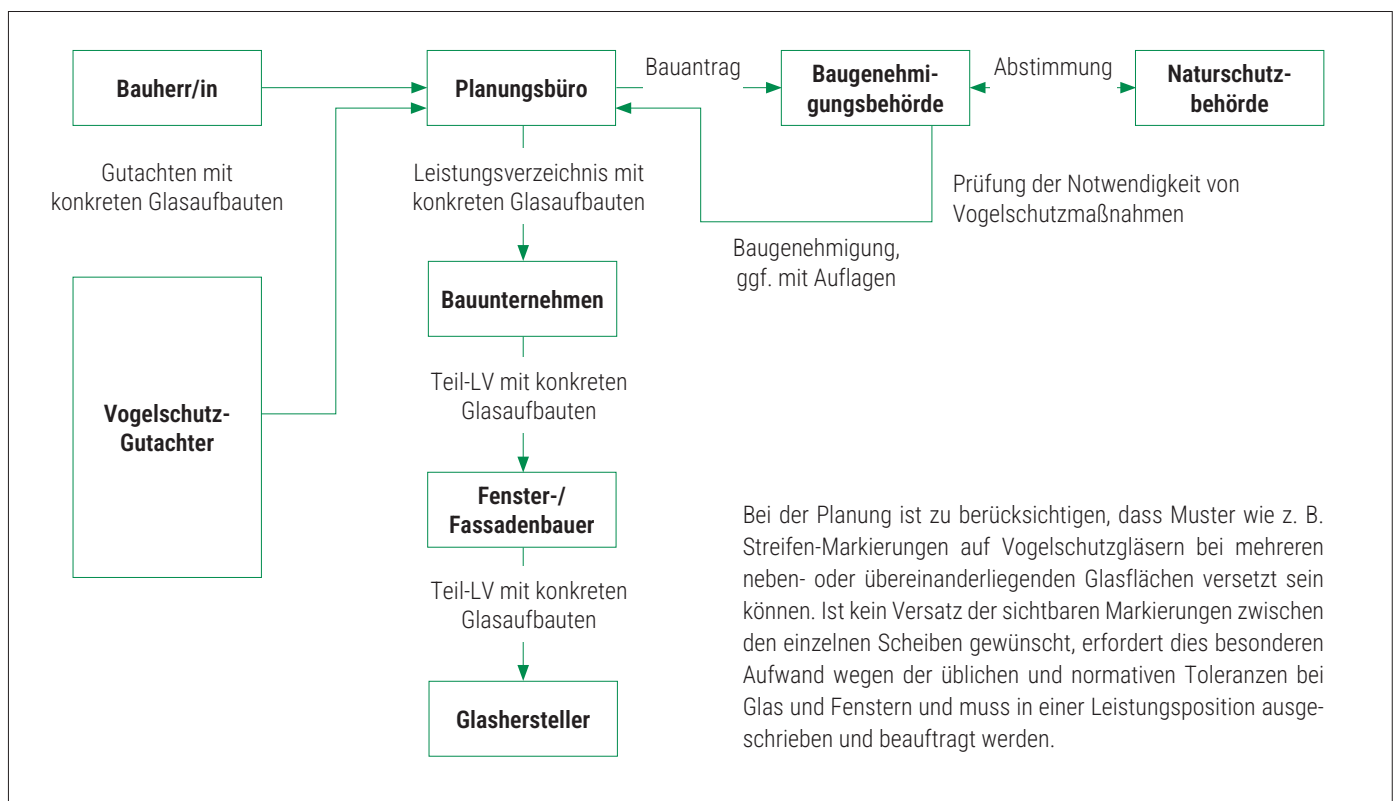 Bauherr/in
Planungsbüro
Bauantrag
Baugenehmi-
gungsbehörde
Abstimmung
Naturschutz-
behörde
Gutachten mit
konkreten Glasaufbauten
Leistungsverzeichnis mit
konkreten Glasaufbauten
Prüfung der Notwendigkeit von
Vogelschutzmaßnahmen
Baugenehmigung,
ggf. mit Auflagen
Bauunternehmen
Teil-LV mit konkreten
Glasaufbauten
Vogelschutz-
Gutachter
Fenster-/
Fassadenbauer
Teil-LV mit konkreten
Glasaufbauten
Glashersteller
Bei der Planung ist zu berücksichtigen, dass Muster wie z. B.
Streifen-Markierungen auf Vogelschutzgläsern bei mehreren
neben- oder übereinanderliegenden Glasflächen versetzt sein
können. Ist kein Versatz der sichtbaren Markierungen zwischen
den einzelnen Scheiben gewünscht, erfordert dies besonderen
Aufwand wegen der üblichen und normativen Toleranzen bei
Glas und Fenstern und muss in einer Leistungsposition ausge-
schrieben und beauftragt werden.